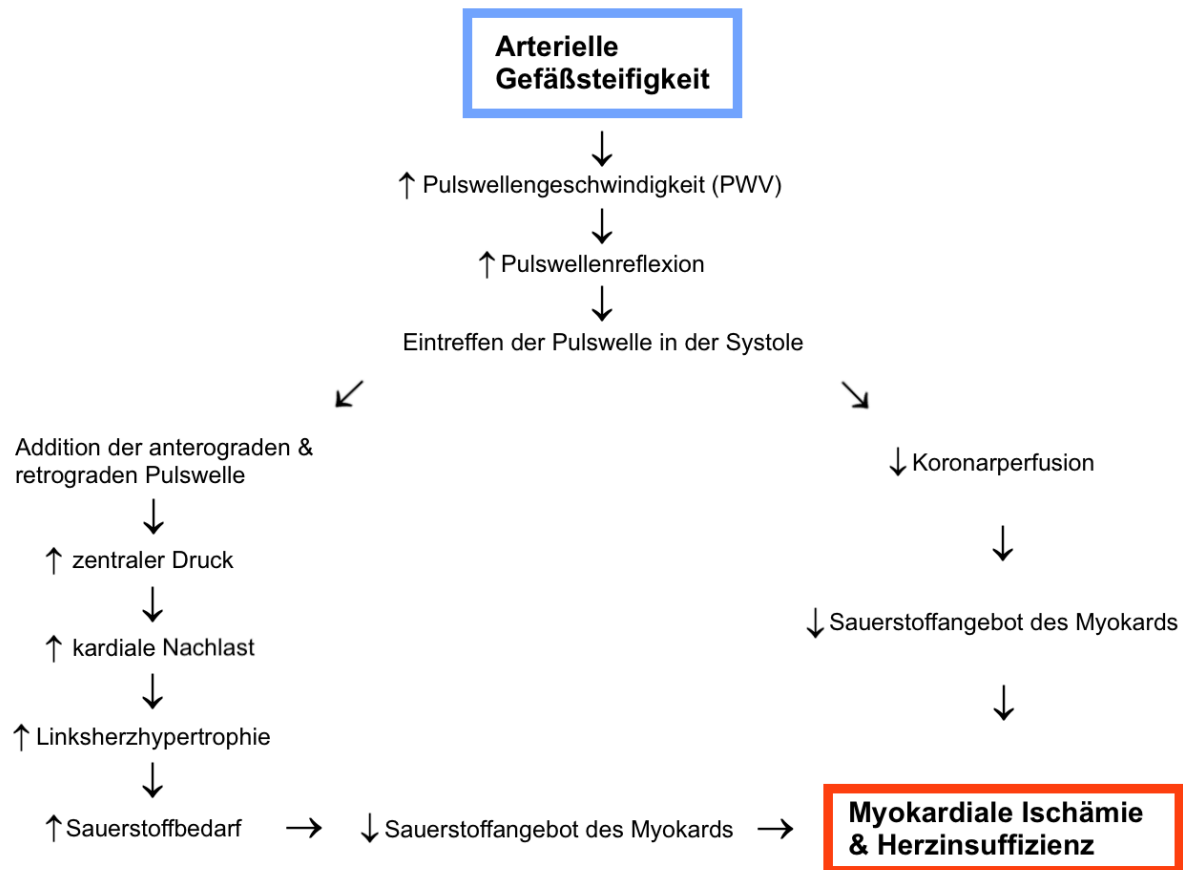 Arterielle
Gefäßsteifigkeit
↓
↑ Pulswellengeschwindigkeit (PWV)
↓
↑ Pulswellenreflexion
↓
Eintreffen der Pulswelle in der Systole
↙ ↘
Addition der anterograden &
retrograden Pulswelle
↓
↑ zentraler Druck
↓
↑ kardiale Nachlast
↓
↑ Linksherzhypertrophie
↓
↑ Sauerstoffbedarf → ↓ Sauerstoffangebot des Myokards →
↓ Koronarperfusion
↓
↓ Sauerstoffangebot des Myokards
↓
Myokardiale Ischämie
& Herzinsuffizienz